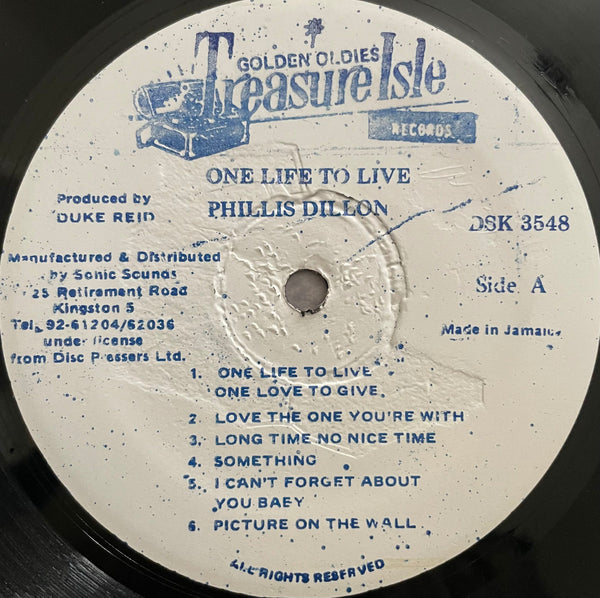 GOLDEN OLDIES
Treasure Isle
RECORDS
ONE LIFE TO LIVE
PHILLIS DILLON
Produced by
DUKE REID
DSK 3548
Manufactured & Distributed
by Sonic Sounds
25 Retirement Road
Kingston 5
Tel. 92-61204/62036
under license
from Disc Pressers Ltd.
Side A
Made in Jamaica
1. ONE LIFE TO LIVE
ONE LOVE TO GIVE
2. LOVE THE ONE YOU'RE WITH
3. LONG TIME NO NICE TIME
4. SOMETHING
5. I CAN'T FORGET ABOUT
YOU BABY
6. PICTURE ON THE WALL
ALL RIGHTS RESERVED